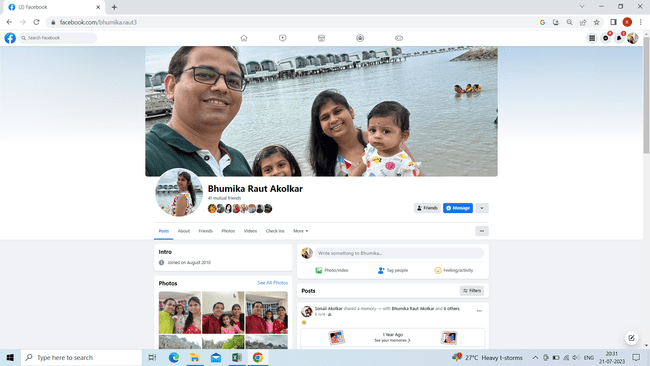 (2) Facebook
facebook.com/bhumika.raut3
Search Facebook
Bhumika Raut Akolkar
41 mutual friends
Friends
Message
Posts About Friends Photos Videos Check-ins More
Intro
Joined on August 2010
Photos
See All Photos
Write something to Bhumika...
Photo/video
Tag people
Feeling/activity
Posts
Filters
Sonali Akolkar shared a memory — with Bhumika Raut Akolkar and 6 others
1 Year Ago
See your memories
Type here to search
27°C Heavy t-storms
ENG
20:31
21-07-2023